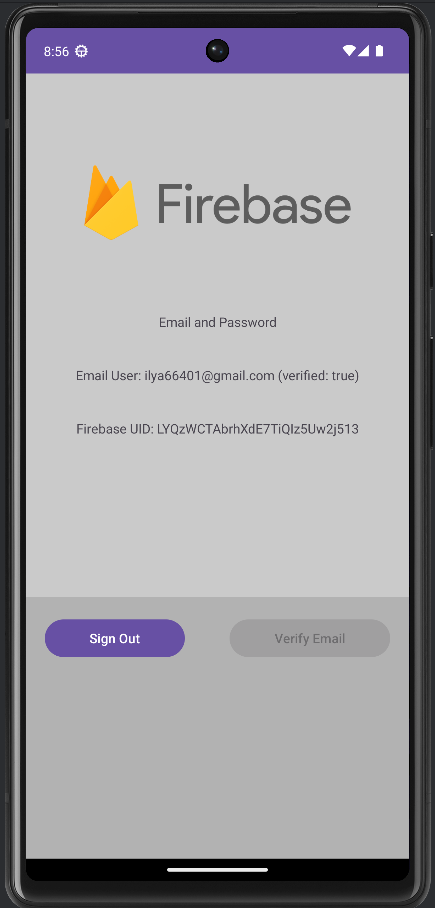 8:56
Firebase
Email and Password
Email User: ilya66401@gmail.com (verified: true)
Firebase UID: LYQzWCTAbrhXdE7TiQIz5Uw2j513
Sign Out
Verify Email